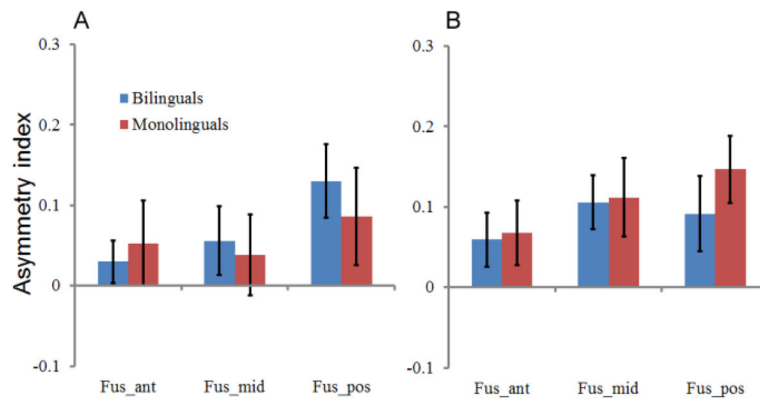 A
B
0.3
0.2
0.1
0
-0.1
Asymmetry index
Bilinguals
Monolinguals
Fus_ant Fus_mid Fus_pos
0.3
0.2
0.1
0
-0.1
Fus_ant Fus_mid Fus_pos